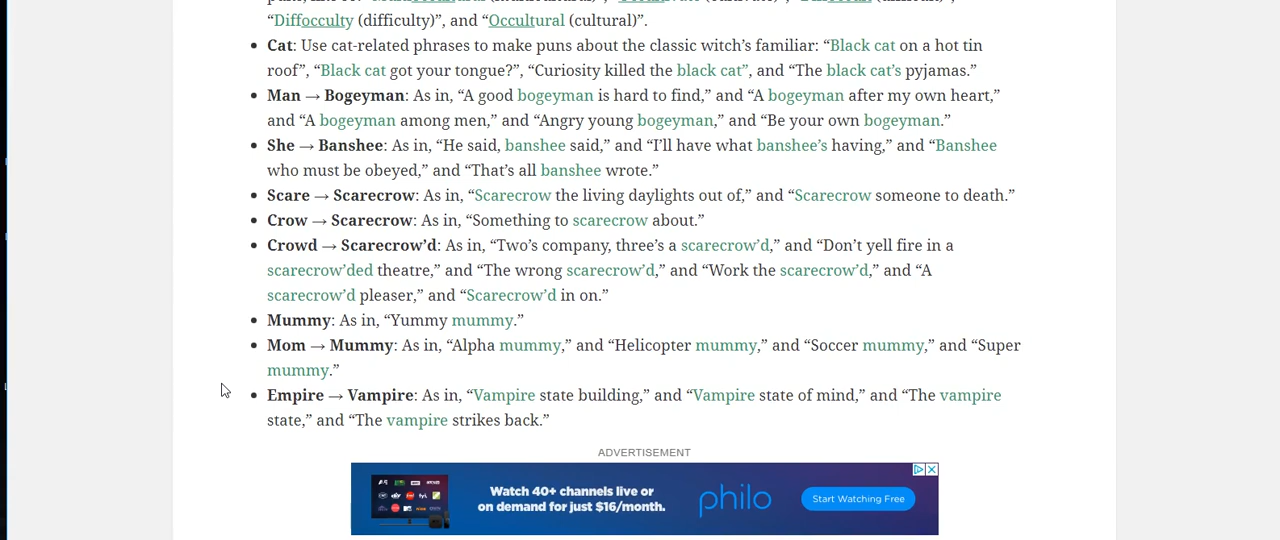 “Diffocculty (difficulty)”, and “Occultural (cultural)”.
Cat: Use cat-related phrases to make puns about the classic witch’s familiar: “Black cat on a hot tin
roof”, “Black cat got your tongue?”, “Curiosity killed the black cat”, and “The black cat’s pyjamas.”
Man → Bogeyman: As in, “A good bogeyman is hard to find,” and “A bogeyman after my own heart,”
and “A bogeyman among men,” and “Angry young bogeyman,” and “Be your own bogeyman.”
She → Banshee: As in, “He said, banshee said,” and “I’ll have what banshee’s having,” and “Banshee
who must be obeyed,” and “That’s all banshee wrote.”
Scare → Scarecrow: As in, “Scarecrow the living daylights out of,” and “Scarecrow someone to death.”
Crow → Scarecrow: As in, “Something to scarecrow about.”
Crowd → Scarecrow’d: As in, “Two’s company, three’s a scarecrow’d,” and “Don’t yell fire in a
scarecrow’ded theatre,” and “The wrong scarecrow’d,” and “Work the scarecrow’d,” and “A
scarecrow’d pleaser,” and “Scarecrow’d in on.”
Mummy: As in, “Yummy mummy.”
Mom → Mummy: As in, “Alpha mummy,” and “Helicopter mummy,” and “Soccer mummy,” and “Super
mummy.”
Empire → Vampire: As in, “Vampire state building,” and “Vampire state of mind,” and “The vampire
state,” and “The vampire strikes back.”
ADVERTISEMENT
Watch 40+ channels live or
on demand for just $16/month.
philo
Start Watching Free